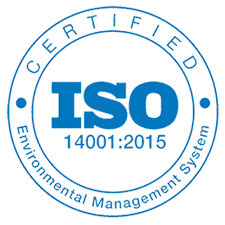 CERTIFIED
ISO
14001:2015
Environmental Management System